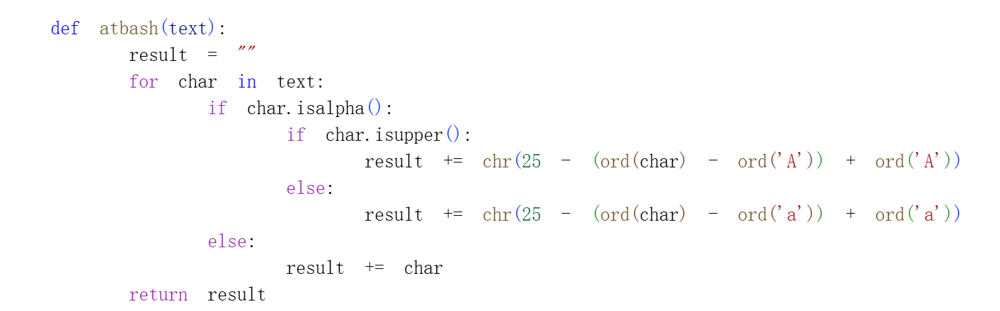 def atbash(text):
    result = ""
    for char in text:
        if char.isalpha():
            if char.isupper():
                result += chr(25 - (ord(char) - ord('A')) + ord('A'))
            else:
                result += chr(25 - (ord(char) - ord('a')) + ord('a'))
        else:
            result += char
    return result